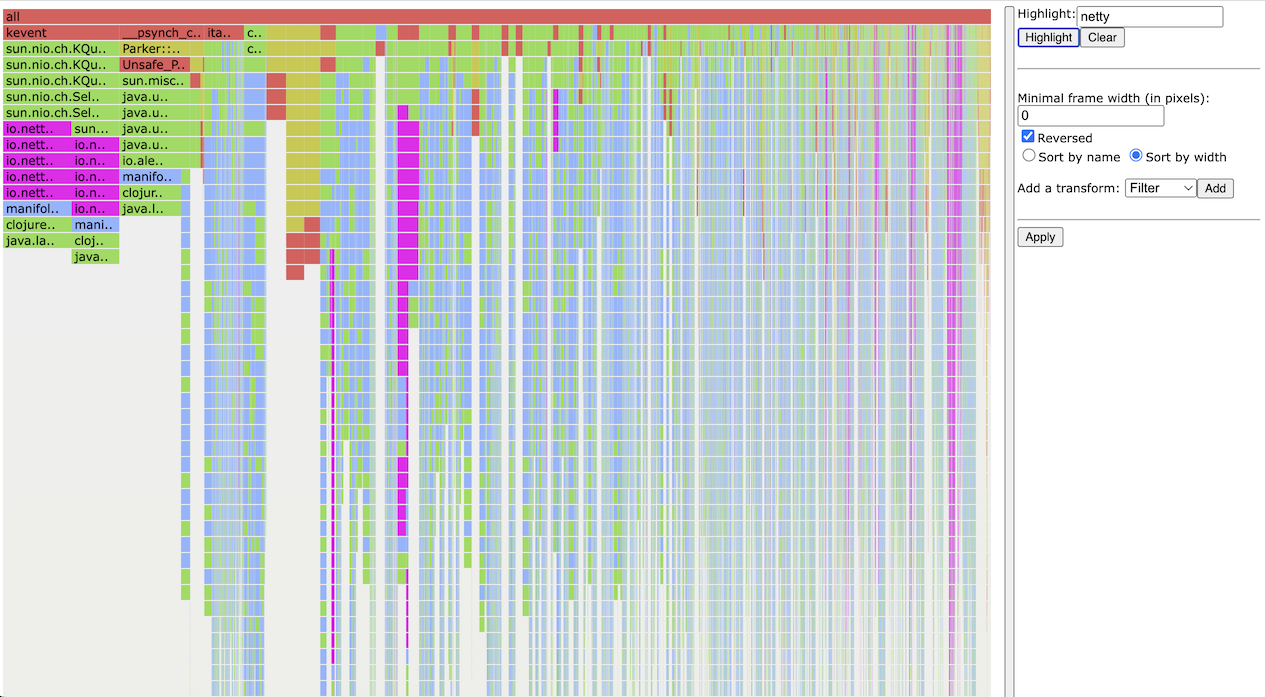 all
kevent __psynch_c.. ita.. c..
sun.nio.ch.KQu.. Parker::.. c..
sun.nio.ch.KQu.. Unsafe_P..
sun.nio.ch.KQu.. sun.misc..
sun.nio.ch.Sel.. java.u..
sun.nio.ch.Sel.. java.u..
io.nett.. sun... java.u..
io.nett.. io.n.. java.u..
io.nett.. io.n.. io.ale..
io.nett.. io.n.. manifo..
io.nett.. io.n.. clojur..
manifol.. io.n.. java.l..
clojure.. mani..
java.la.. cloj..
java..
Highlight: netty
Highlight Clear
Minimal frame width (in pixels):
0
Reversed
Sort by name Sort by width
Add a transform: Filter Add
Apply